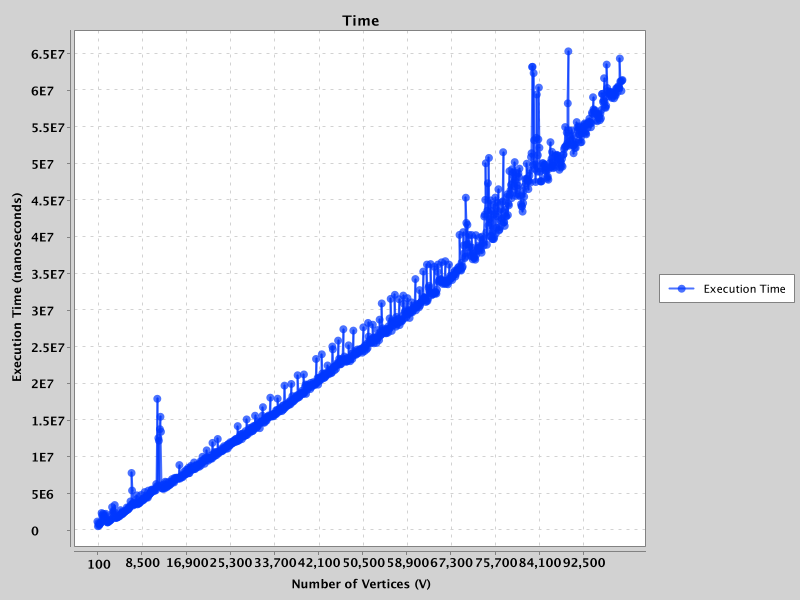 Time
6.5E7
6E7
5.5E7
5E7
4.5E7
4E7
3.5E7
3E7
2.5E7
2E7
1.5E7
1E7
5E6
0
Execution Time (nanoseconds)
100 8,500 16,900 25,300 33,700 42,100 50,500 58,900 67,300 75,700 84,100 92,500
Number of Vertices (V)
Execution Time